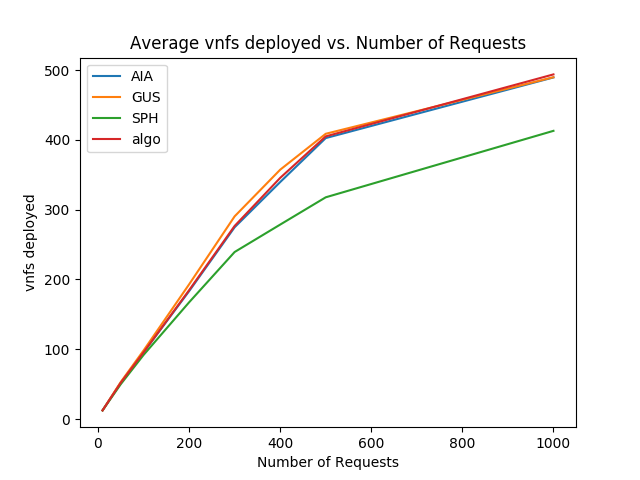 Average vnfs deployed vs. Number of Requests
500
400
300
200
100
0
vnfs deployed
AIA
GUS
SPH
algo
0 200 400 600 800 1000
Number of Requests